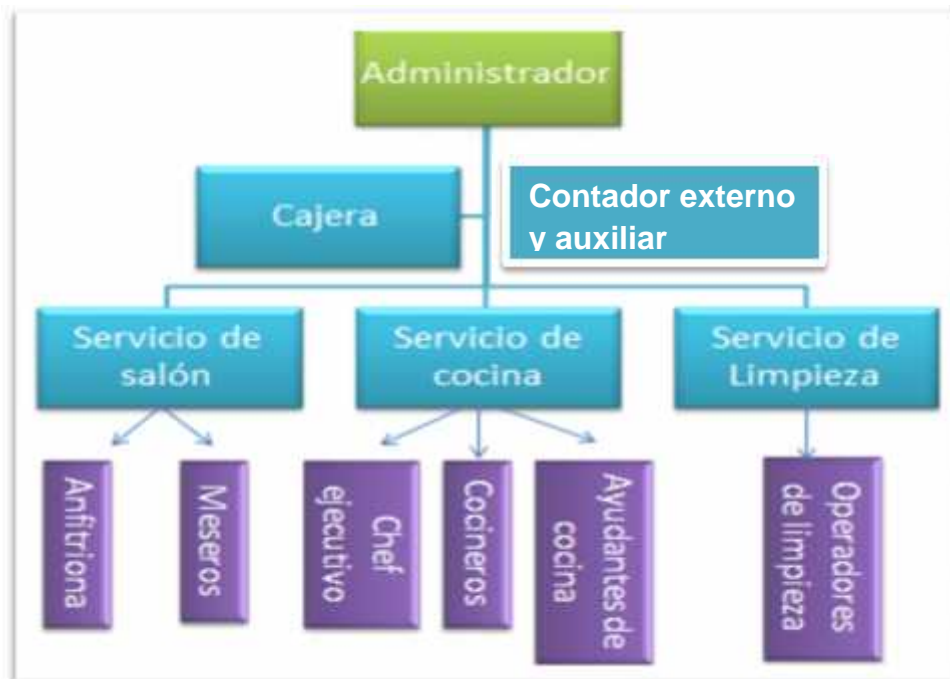 Administrador
Cajera
Contador externo
y auxiliar
Servicio de
salón
Servicio de
cocina
Servicio de
Limpieza
Anfitriona
Meseros
Chef
ejecutivo
Cocineros
Ayudantes de
cocina
Operadores
de limpieza